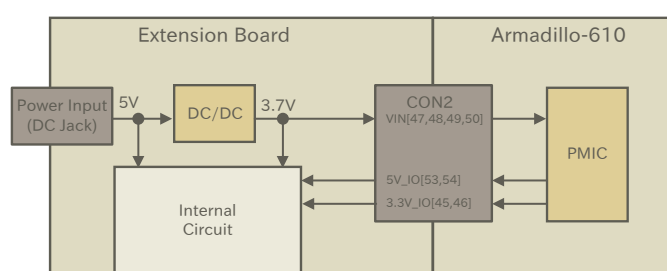 Extension Board
Armadillo-610
Power Input
(DC Jack)
5V
DC/DC
3.7V
CON2
VIN[47,48,49,50]
PMIC
5V_IO[53,54]
3.3V_IO[45,46]
Internal
Circuit